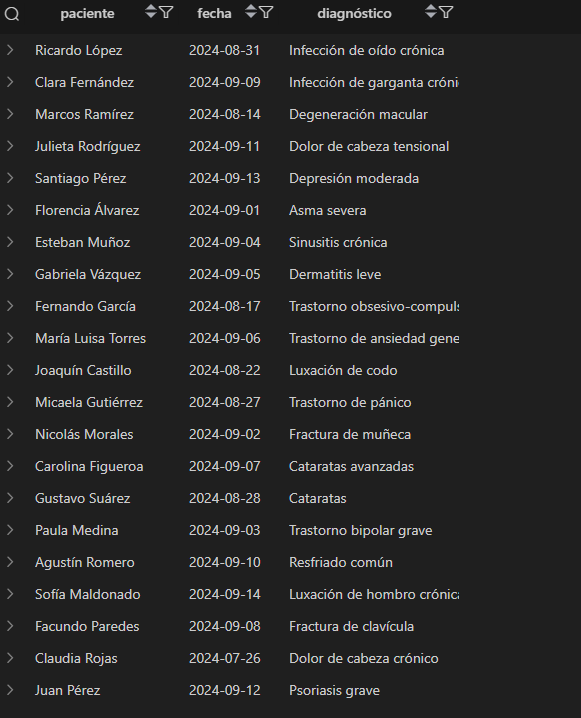 paciente fecha diagnóstico
Ricardo López 2024-08-31 Infección de oído crónica
Clara Fernández 2024-09-09 Infección de garganta cróni
Marcos Ramírez 2024-08-14 Degeneración macular
Julieta Rodríguez 2024-09-11 Dolor de cabeza tensional
Santiago Pérez 2024-09-13 Depresión moderada
Florencia Álvarez 2024-09-01 Asma severa
Esteban Muñoz 2024-09-04 Sinusitis crónica
Gabriela Vázquez 2024-09-05 Dermatitis leve
Fernando García 2024-08-17 Trastorno obsesivo-compuls
María Luisa Torres 2024-09-06 Trastorno de ansiedad gene
Joaquín Castillo 2024-08-22 Luxación de codo
Micaela Gutiérrez 2024-08-27 Trastorno de pánico
Nicolás Morales 2024-09-02 Fractura de muñeca
Carolina Figueroa 2024-09-07 Cataratas avanzadas
Gustavo Suárez 2024-08-28 Cataratas
Paula Medina 2024-09-03 Trastorno bipolar grave
Agustín Romero 2024-09-10 Resfriado común
Sofía Maldonado 2024-09-14 Luxación de hombro crónica
Facundo Paredes 2024-09-08 Fractura de clavícula
Claudia Rojas 2024-07-26 Dolor de cabeza crónico
Juan Pérez 2024-09-12 Psoriasis grave